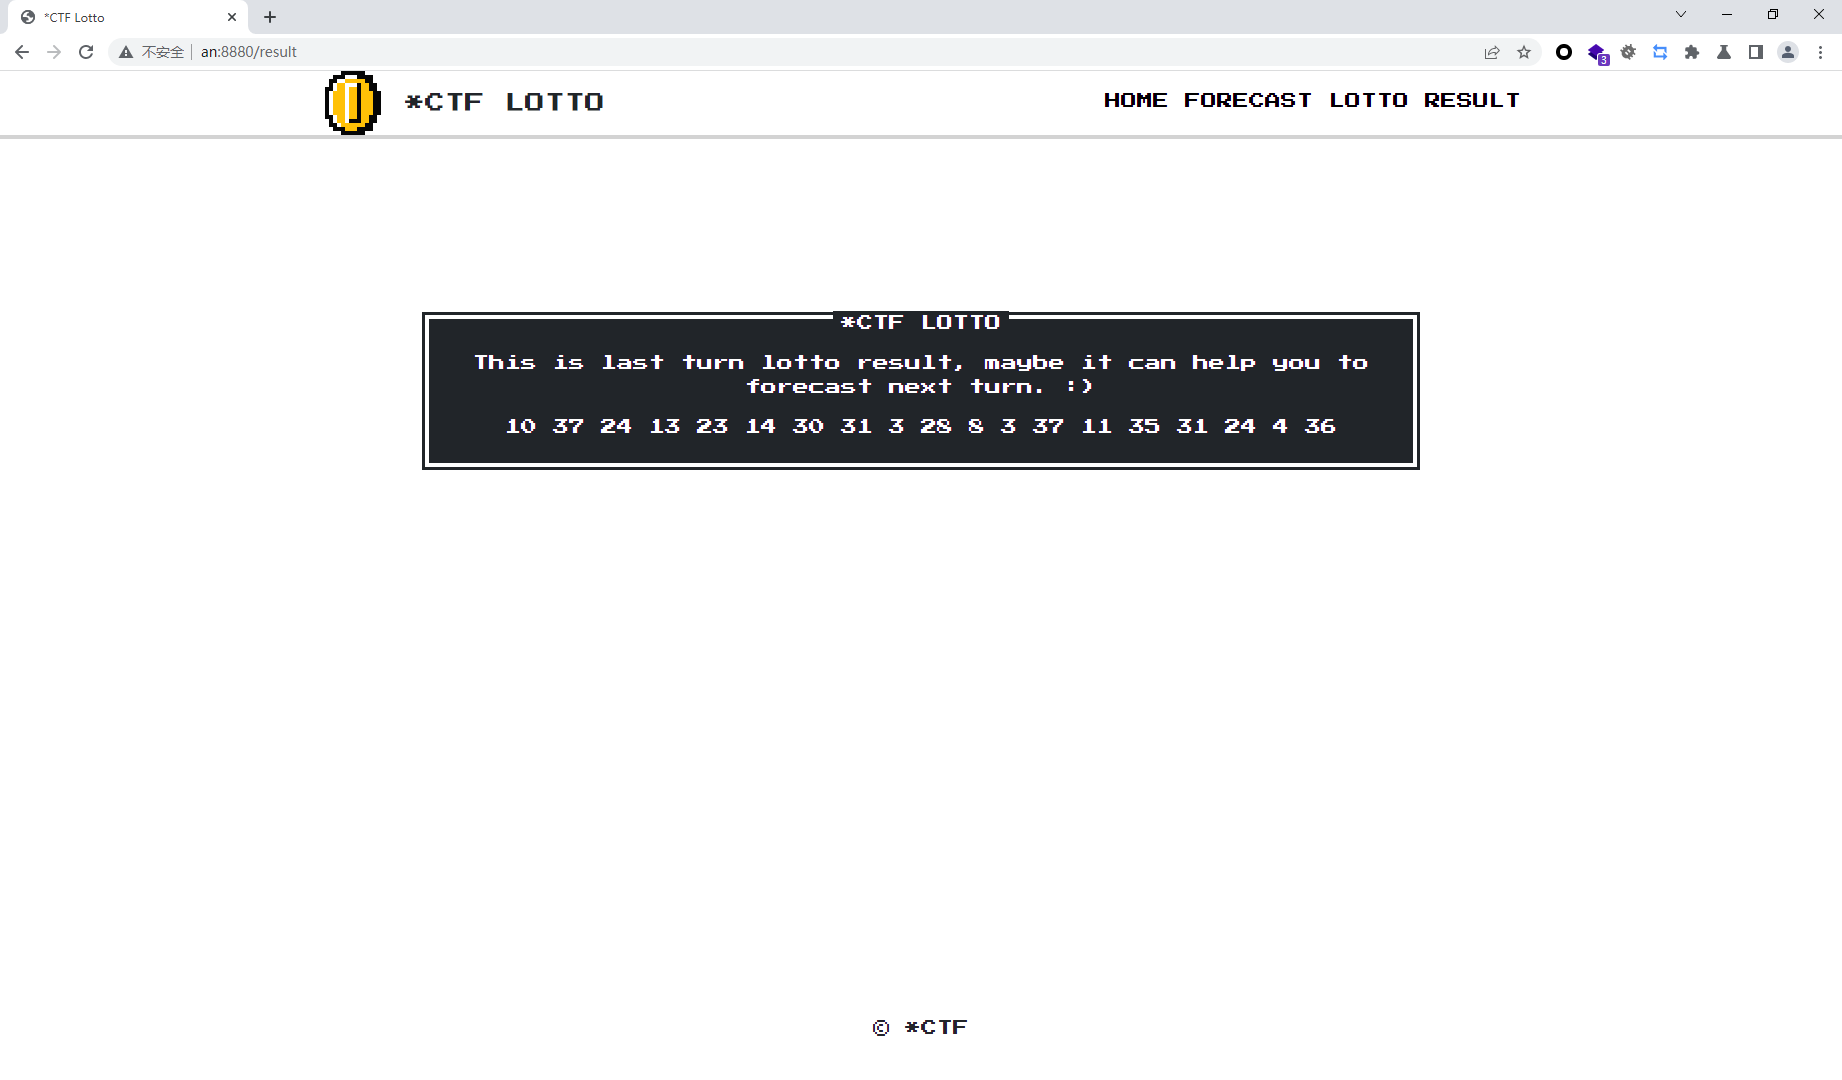 *CTF Lotto
不安全
an:8880/result
3
*CTF LOTTO
HOME FORECAST LOTTO RESULT
*CTF LOTTO
This is last turn lotto result, maybe it can help you to
forecast next turn. :)
10 37 24 13 23 14 30 31 3 28 8 3 37 11 35 31 24 4 36
© *CTF